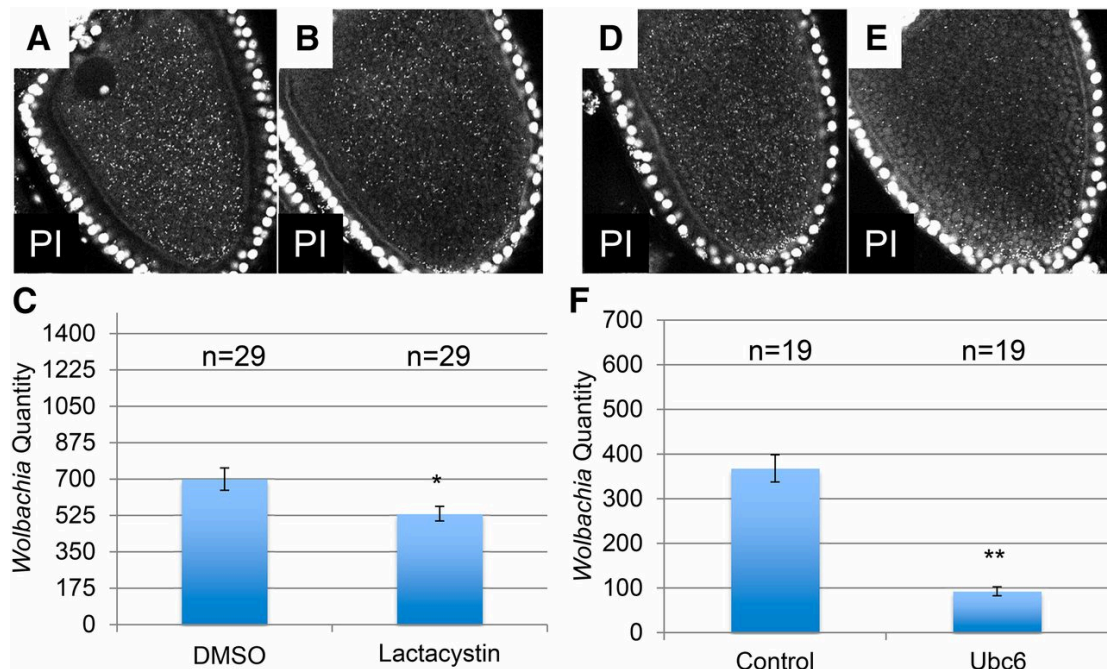 A
B
D
E
PI
PI
PI
PI
C
F
Wolbachia Quantity
1400
1225
1050
875
700
525
350
175
0
n=29
n=29
*
DMSO
Lactacystin
Wolbachia Quantity
700
600
500
400
300
200
100
0
n=19
n=19
**
Control
Ubc6